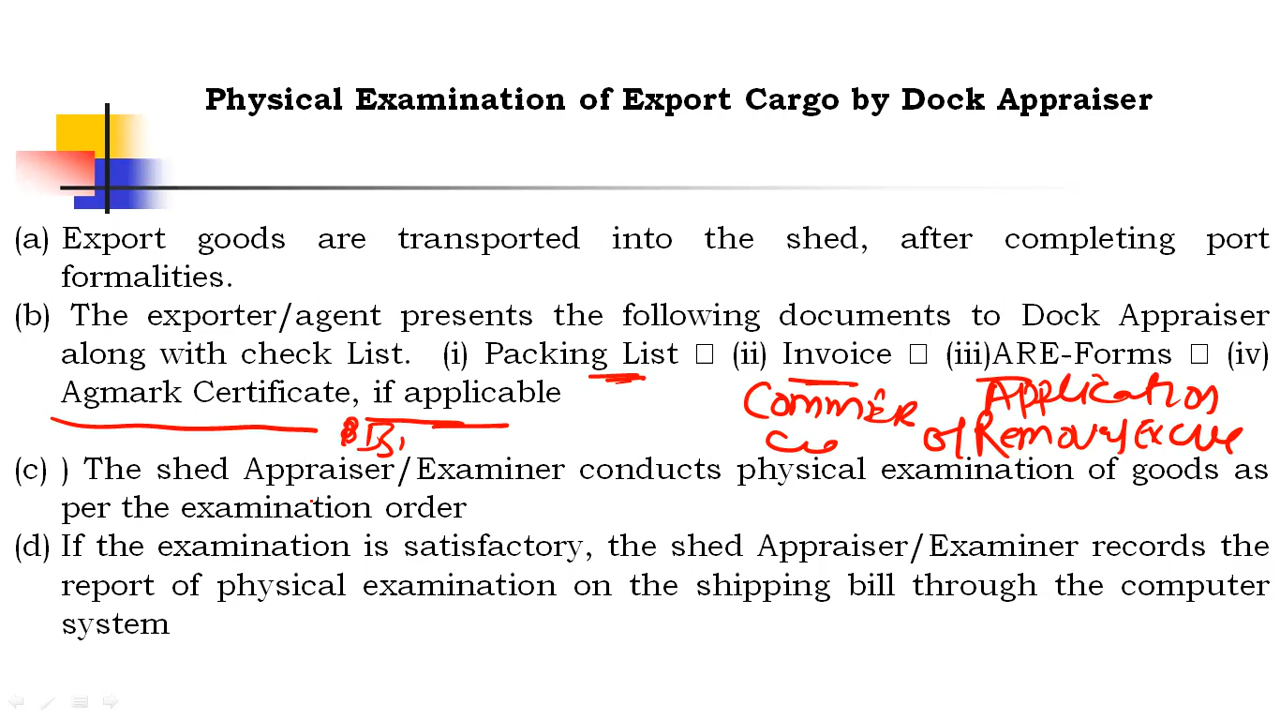 Physical Examination of Export Cargo by Dock Appraiser
(a) Export goods are transported into the shed, after completing port
formalities.
(b) The exporter/agent presents the following documents to Dock Appraiser
along with check List. (i) Packing List □ (ii) Invoice □ (iii)ARE-Forms □ (iv)
Agmark Certificate, if applicable
Application
of Removal
(c) ) The shed Appraiser/Examiner conducts physical examination of goods as
per the examination order
(d) If the examination is satisfactory, the shed Appraiser/Examiner records the
report of physical examination on the shipping bill through the computer
system